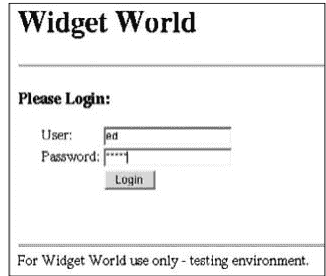 Widget World
Please Login:
User: ed
Password: *****
Login
For Widget World use only - testing environment.